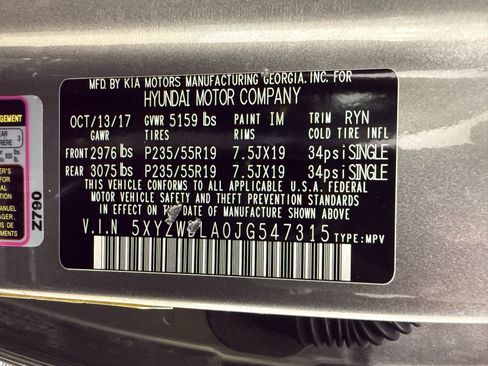 MFD. BY KIA MOTORS MANUFACTURING GEORGIA, INC. FOR
HYUNDAI MOTOR COMPANY
OCT/13/17 GVWR 5159 lbs PAINT IM TRIM RYN
GAWR TIRES RIMS COLD TIRE INFL
FRONT 2976 lbs P235/55R19 7.5JX19 34psi SINGLE
REAR 3075 lbs P235/55R19 7.5JX19 34psi SINGLE
THIS VEHICLE CONFORMS TO ALL APPLICABLE U.S.A. FEDERAL
MOTOR VEHICLE SAFETY AND THEFT PREVENTION STANDARDS
IN EFFECT ON THE DATE OF MANUFACTURE SHOWN ABOVE
V.I.N 5XYZWDLA0JG547315 TYPE:MPV
Z790